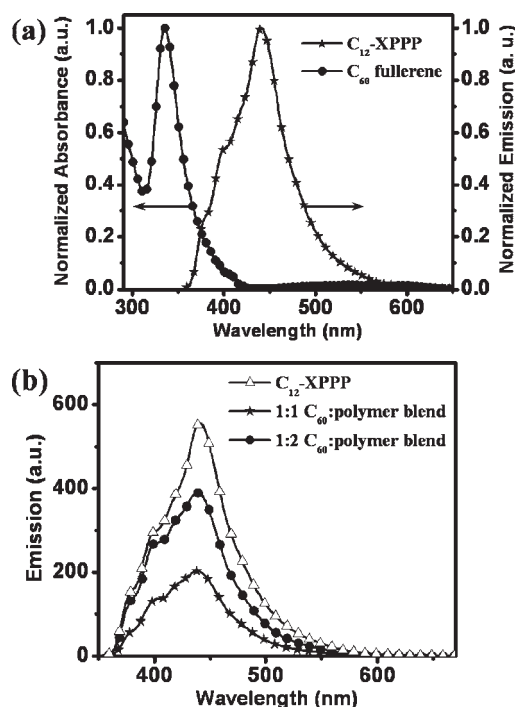 (a)
C₁₂-XPPP
C₆₀ fullerene
Normalized Absorbance (a.u.)
1.0
0.8
0.6
0.4
0.2
0.0
1.0
0.8
0.6
0.4
0.2
0.0
Normalized Emission (a. u.)
300 400 500 600
Wavelength (nm)
(b)
C₁₂-XPPP
1:1 C₆₀:polymer blend
1:2 C₆₀:polymer blend
Emission (a.u.)
600
400
200
0
400 500 600
Wavelength (nm)